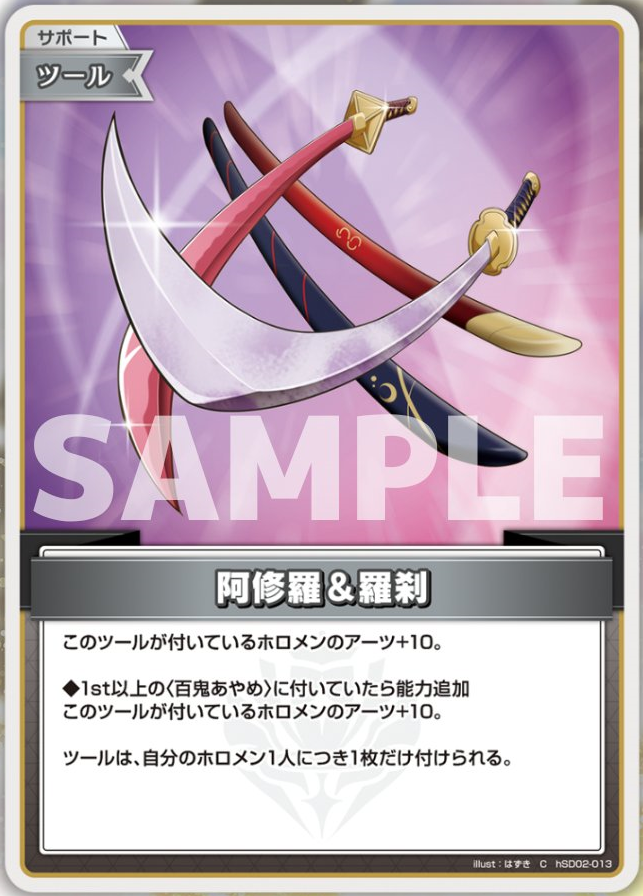 サポート
ツール
SAMPLE
阿修羅&羅刹
このツールが付いているホロメンのアーツ+10。
◆1st以上の〈百鬼あやめ〉に付いていたら能力追加
このツールが付いているホロメンのアーツ+10。
ツールは、自分のホロメン1人につき1枚だけ付けられる。
illust:はずき C hSD02-013